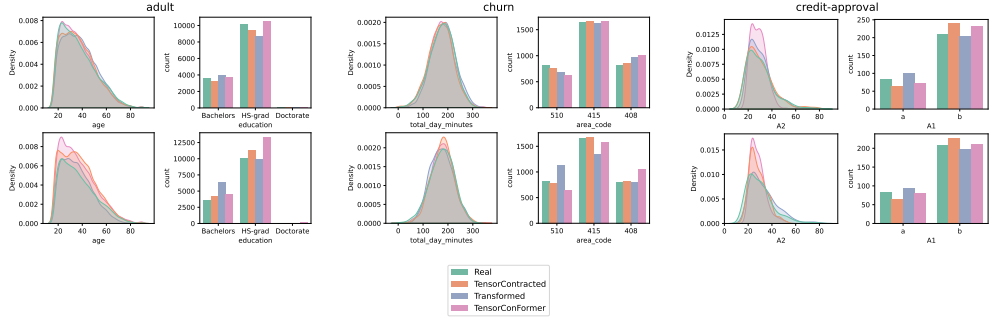 adult
churn
credit-approval
0.008
0.006
0.004
0.002
0.000
Density
age
10000
8000
6000
4000
2000
0
count
Bachelors HS-grad Doctorate
education
0.0020
0.0015
0.0010
0.0005
0.0000
Density
0 100 200 300
total_day_minutes
1500
1000
500
0
count
510 415 408
area_code
0.0125
0.0100
0.0075
0.0050
0.0025
0.0000
Density
0 20 40 60 80
A2
250
200
150
100
50
0
count
a b
A1
0.008
0.006
0.004
0.002
0.000
Density
20 40 60 80
age
12500
10000
7500
5000
2500
0
count
Bachelors HS-grad Doctorate
education
0.0020
0.0015
0.0010
0.0005
0.0000
Density
0 100 200 300
total_day_minutes
1500
1000
500
0
count
510 415 408
area_code
0.015
0.010
0.005
0.000
Density
0 20 40 60 80
A2
200
150
100
50
0
count
a b
A1
Real
TensorContracted
Transformed
TensorConFormer